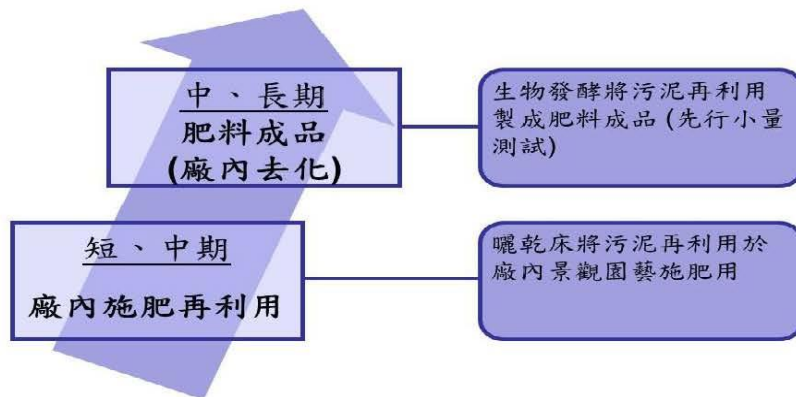 中、長期
肥料成品
(廠內去化)
生物發酵將污泥再利用
製成肥料成品 (先行小量
測試)
短、中期
廠內施肥再利用
曬乾床將污泥再利用於
廠內景觀園藝施肥用